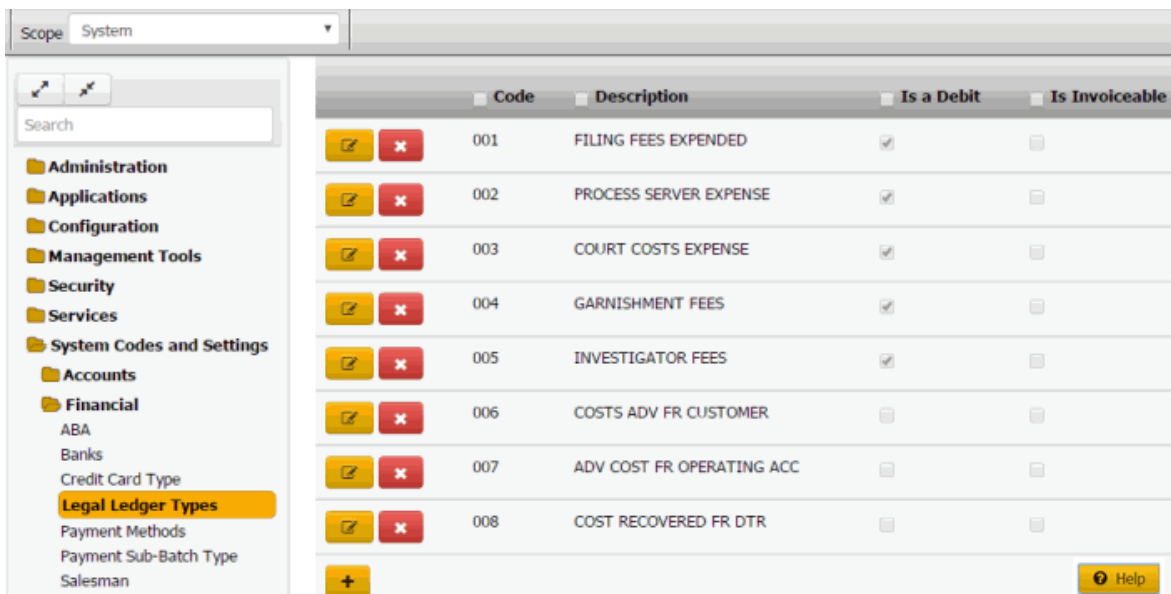 Scope System
Search
Administration
Applications
Configuration
Management Tools
Security
Services
System Codes and Settings
Accounts
Financial
ABA
Banks
Credit Card Type
Legal Ledger Types
Payment Methods
Payment Sub-Batch Type
Salesman
Code Description Is a Debit Is Invoiceable
001 FILING FEES EXPENDED
002 PROCESS SERVER EXPENSE
003 COURT COSTS EXPENSE
004 GARNISHMENT FEES
005 INVESTIGATOR FEES
006 COSTS ADV FR CUSTOMER
007 ADV COST FR OPERATING ACC
008 COST RECOVERED FR DTR
Help